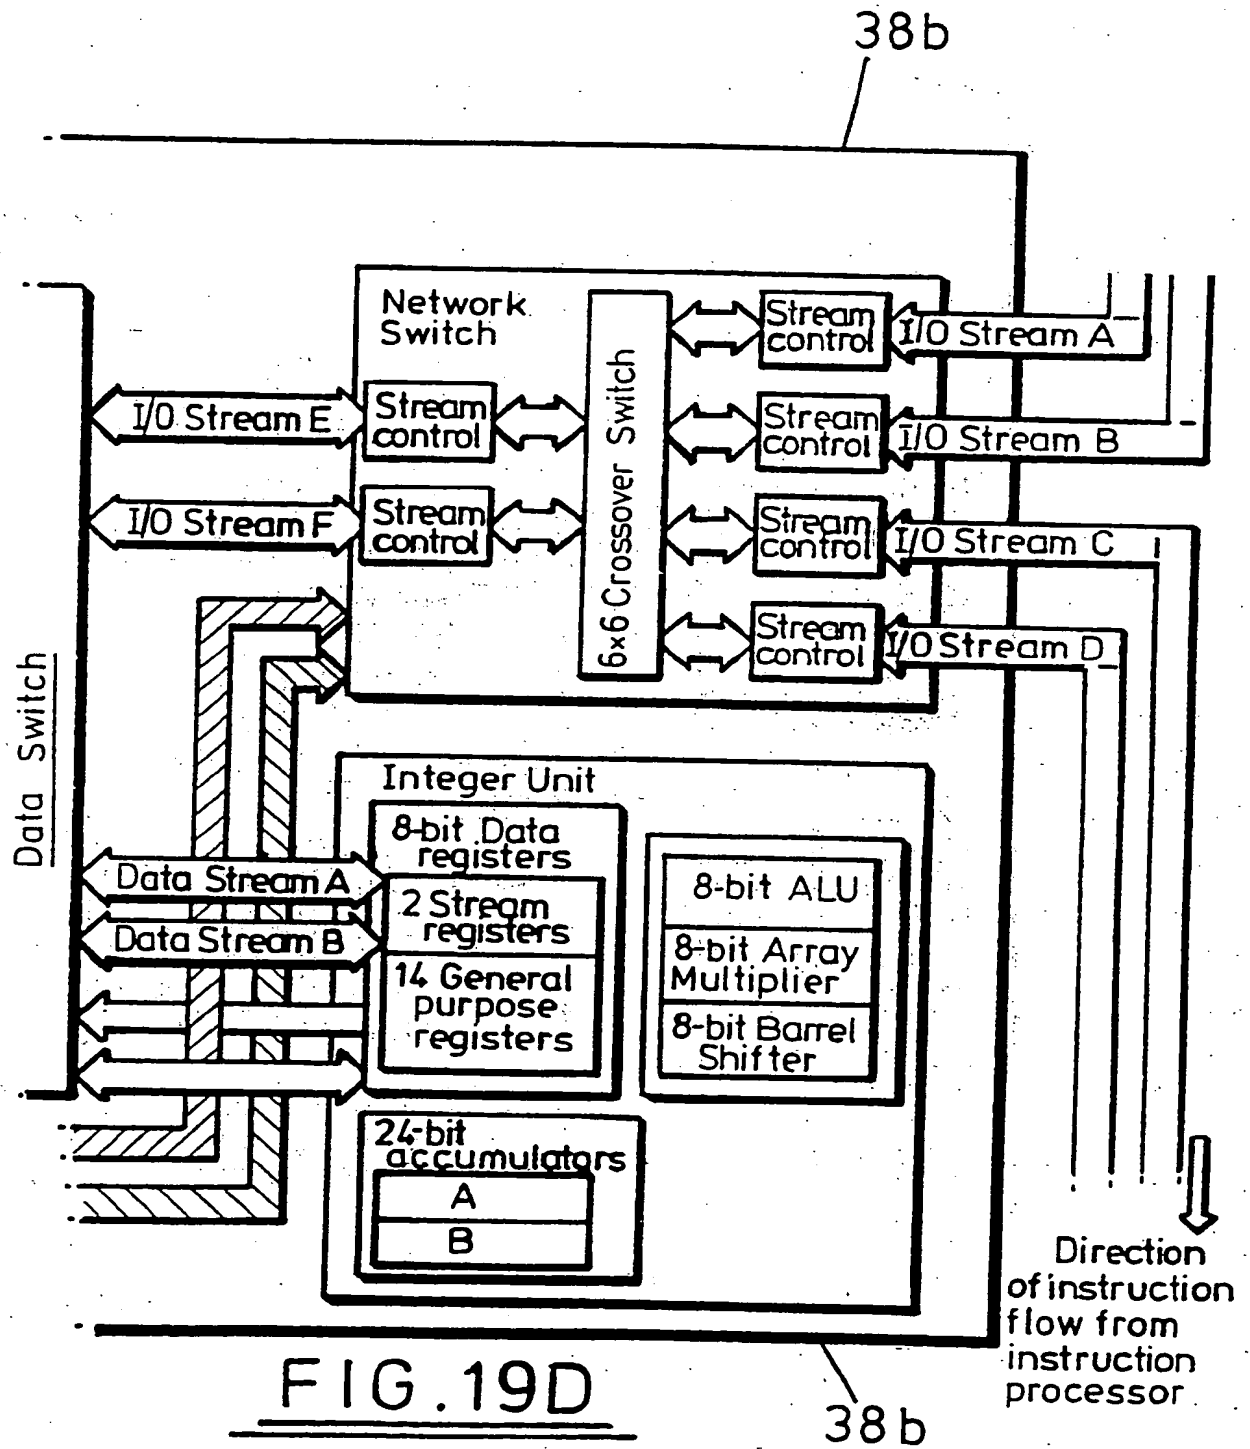 38b
Network
Switch
Stream
control
I/O Stream A
I/O Stream E
Stream
control
Stream
control
I/O Stream B
I/O Stream F
Stream
control
6x6 Crossover Switch
Stream
control
I/O Stream C
Stream
control
I/O Stream D
Data Switch
Integer Unit
8-bit Data
registers
Data Stream A
2 Stream
registers
Data Stream B
14 General
purpose
registers
8-bit ALU
8-bit Array
Multiplier
8-bit Barrel
Shifter
24-bit
accumulators
A
B
Direction
of instruction
flow from
instruction
processor
FIG.19D
38b